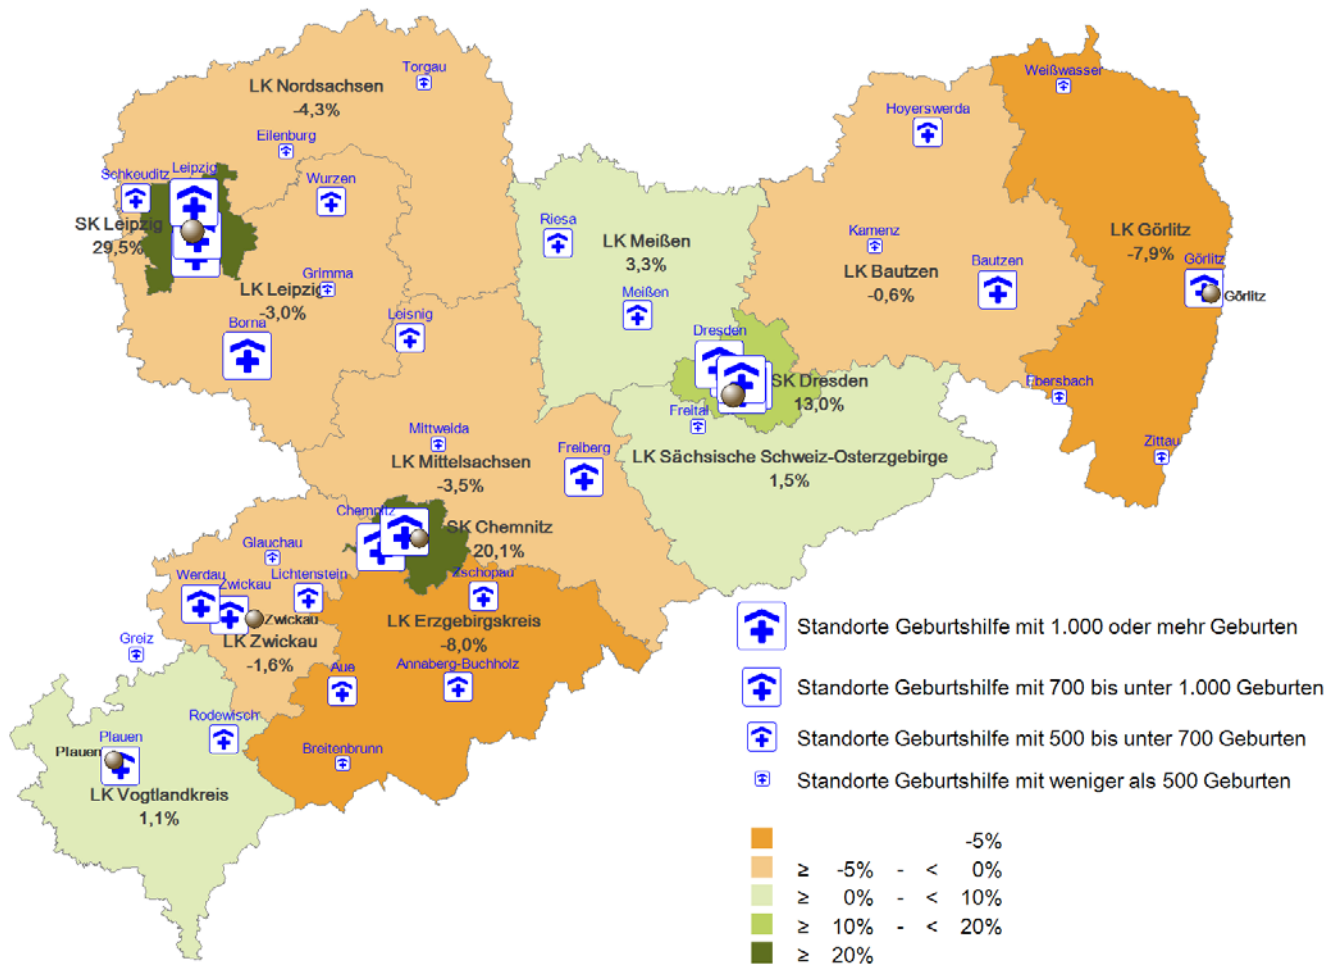 Torgau
LK Nordsachsen
-4,3%
Eilenburg
Schkeuditz
Leipzig
Wurzen
SK Leipzig
29,5%
Grimma
LK Leipzig
-3,0%
Borna
Leisnig
Weißwasser
Hoyerswerda
Riesa
LK Meißen
3,3%
Meißen
Kamenz
LK Bautzen
-0,6%
Bautzen
LK Görlitz
-7,9%
Görlitz
Görlitz
Dresden
SK Dresden
13,0%
Ebersbach
Freital
Zittau
Mittweida
LK Mittelsachsen
-3,5%
Freiberg
LK Sächsische Schweiz-Osterzgebirge
1,5%
Chemnitz
SK Chemnitz
20,1%
Glauchau
Werdau
Zwickau
Lichtenstein
Zschopau
Zwickau
LK Zwickau
-1,6%
LK Erzgebirgskreis
-8,0%
Greiz
Aue
Annaberg-Buchholz
Rodewisch
Plauen
Plauen
Breitenbrunn
LK Vogtlandkreis
1,1%
Standorte Geburtshilfe mit 1.000 oder mehr Geburten
Standorte Geburtshilfe mit 700 bis unter 1.000 Geburten
Standorte Geburtshilfe mit 500 bis unter 700 Geburten
Standorte Geburtshilfe mit weniger als 500 Geburten
-5%
≥ -5% - < 0%
≥ 0% - < 10%
≥ 10% - < 20%
≥ 20%